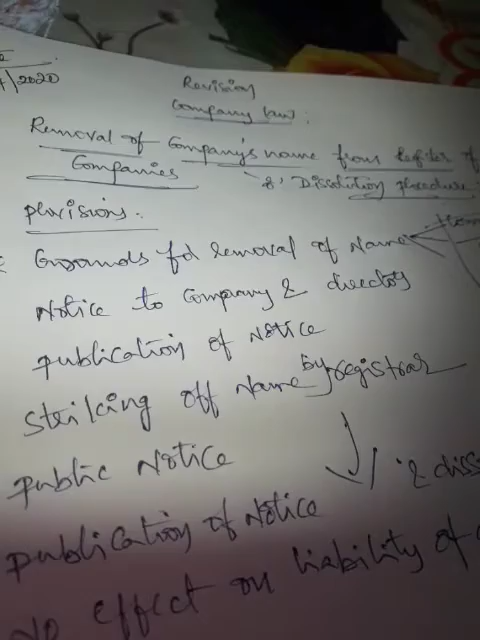 /2020
Revision
Company law:
Removal of Company's name from Register of
Companies & Dissolution procedure:
provisions:
Grounds for removal of Name
Notice to Company & directors
publication of Notice
striking off Name by registrar
public Notice
publication of Notice
& diss
No effect on liability of